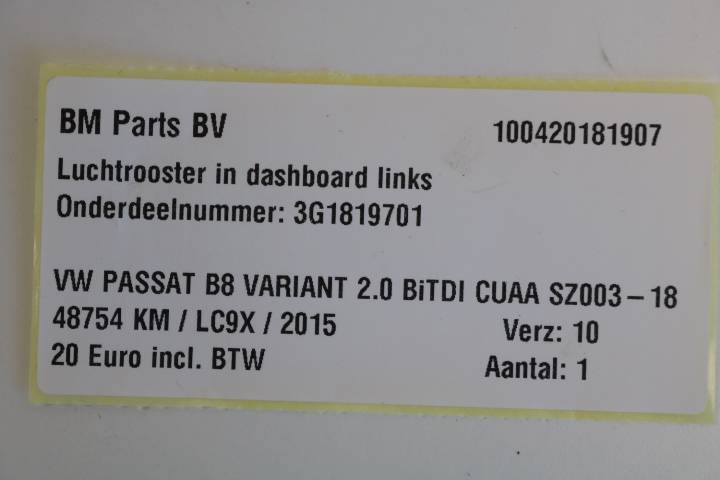 BM Parts BV 100420181907
Luchtrooster in dashboard links
Onderdeelnummer: 3G1819701
VW PASSAT B8 VARIANT 2.0 BiTDI CUAA SZ003-18
48754 KM / LC9X / 2015 Verz: 10
20 Euro incl. BTW Aantal: 1